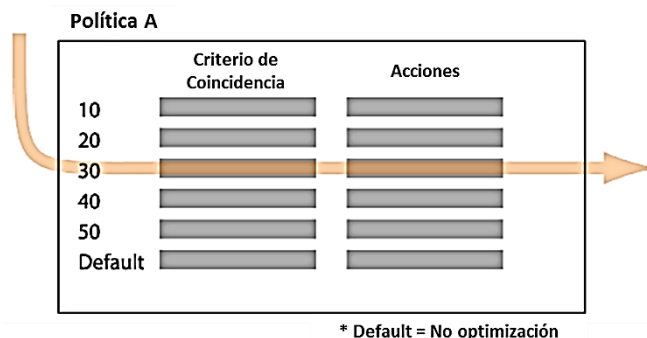 Política A
Criterio de
Coincidencia
Acciones
10
20
30
40
50
Default
* Default = No optimización